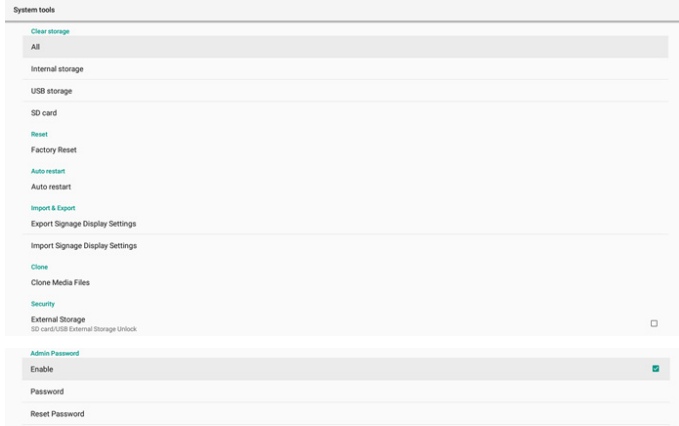 System tools
Clear storage
All
Internal storage
USB storage
SD card
Reset
Factory Reset
Auto restart
Auto restart
Import & Export
Export Signage Display Settings
Import Signage Display Settings
Clone
Clone Media Files
Security
External Storage
SD card/USB External Storage Unlock
Admin Password
Enable
Password
Reset Password